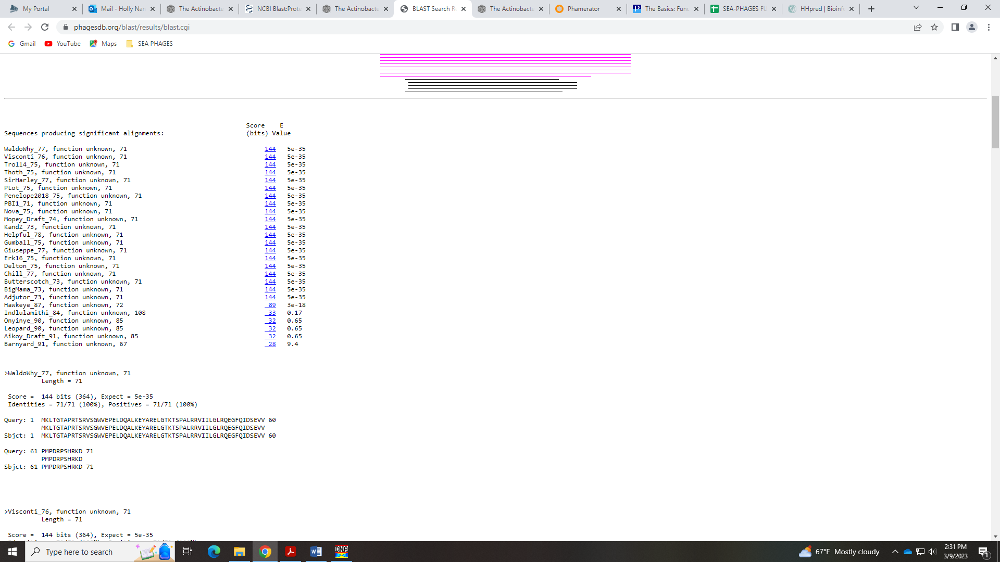 My Portal
Mail - Holly Nan
The Actinobacte
NCBI Blast:Prote
The Actinobacte
BLAST Search Re
The Actinobacte
Phamerator
The Basics: Func
SEA-PHAGES FU
HHpred | Bioinfo
phagesdb.org/blast/results/blast.cgi
Gmail
YouTube
Maps
SEA PHAGES
Score E
Sequences producing significant alignments: (bits) Value
WaldoWhy_77, function unknown, 71 144 5e-35
Visconti_76, function unknown, 71 144 5e-35
Troll4_75, function unknown, 71 144 5e-35
Thoth_75, function unknown, 71 144 5e-35
SirHarley_77, function unknown, 71 144 5e-35
PLot_75, function unknown, 71 144 5e-35
Penelope2018_75, function unknown, 71 144 5e-35
PBI1_71, function unknown, 71 144 5e-35
Nova_75, function unknown, 71 144 5e-35
Mopey_Draft_74, function unknown, 71 144 5e-35
KandZ_73, function unknown, 71 144 5e-35
Helpful_78, function unknown, 71 144 5e-35
Gumball_75, function unknown, 71 144 5e-35
Giuseppe_77, function unknown, 71 144 5e-35
Erk16_75, function unknown, 71 144 5e-35
Delton_75, function unknown, 71 144 5e-35
Chill_77, function unknown, 71 144 5e-35
Butterscotch_73, function unknown, 71 144 5e-35
BigMama_73, function unknown, 71 144 5e-35
Adjutor_73, function unknown, 71 144 5e-35
Hawkeye_87, function unknown, 72 89 3e-18
Indlulamithi_84, function unknown, 108 33 0.17
Onyinye_90, function unknown, 85 32 0.65
Leopard_90, function unknown, 85 32 0.65
Aikoy_Draft_91, function unknown, 85 32 0.65
Barnyard_91, function unknown, 67 28 9.4
>WaldoWhy_77, function unknown, 71
Length = 71
Score = 144 bits (364), Expect = 5e-35
Identities = 71/71 (100%), Positives = 71/71 (100%)
Query: 1 MKLTGTAPRTSRVSGWVEPELDQALKEYARELGTKTSPALRRVIILGLRQEGFQIDSEVV 60
MKLTGTAPRTSRVSGWVEPELDQALKEYARELGTKTSPALRRVIILGLRQEGFQIDSEVV
Sbjct: 1 MKLTGTAPRTSRVSGWVEPELDQALKEYARELGTKTSPALRRVIILGLRQEGFQIDSEVV 60
Query: 61 PMPDRPSHRKD 71
PMPDRPSHRKD
Sbjct: 61 PMPDRPSHRKD 71
>Visconti_76, function unknown, 71
Length = 71
Score = 144 bits (364), Expect = 5e-35
Type here to search
DNA
67°F Mostly cloudy
2:31 PM
3/9/2023
1